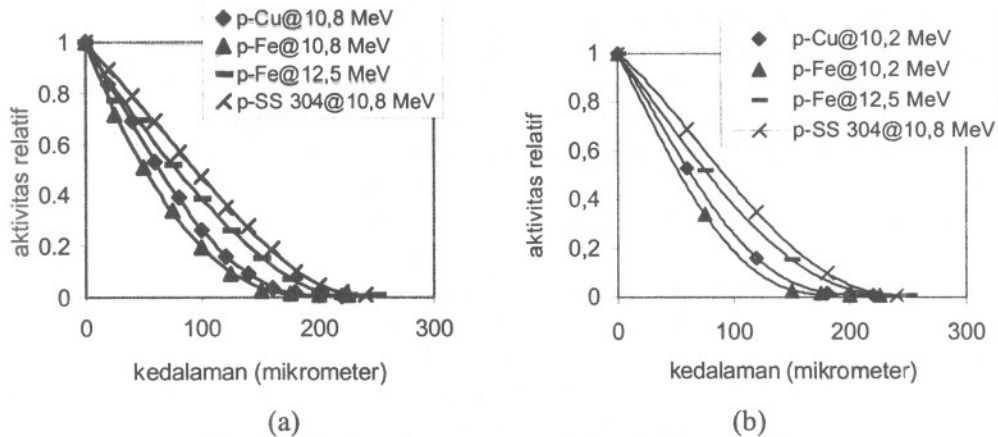 p-Cu@10,8 MeV
p-Fe@10,8 MeV
p-Fe@12,5 MeV
p-SS 304@10,8 MeV
1
0.8
0.6
0.4
0.2
0
0
100
200
300
aktivitas relatif
kedalaman (mikrometer)
(a)
p-Cu@10,2 MeV
p-Fe@10,2 MeV
p-Fe@12,5 MeV
p-SS 304@10,8 MeV
1
0,8
0,6
0,4
0,2
0
0
100
200
300
aktivitas relatif
kedalaman (mikrometer)
(b)